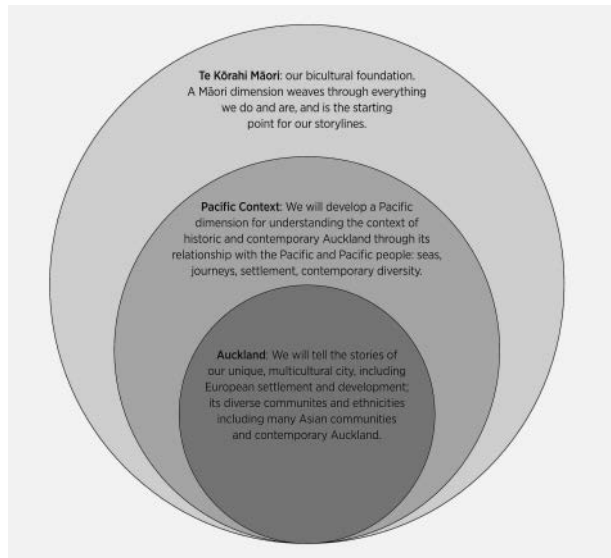 Te Kōrahi Māori: our bicultural foundation.
A Māori dimension weaves through everything
we do and are, and is the starting
point for our storylines.
Pacific Context: We will develop a Pacific
dimension for understanding the context of
historic and contemporary Auckland through its
relationship with the Pacific and Pacific people: seas,
journeys, settlement, contemporary diversity.
Auckland: We will tell the stories of
our unique, multicultural city, including
European settlement and development;
its diverse communites and ethnicities
including many Asian communities
and contemporary Auckland.